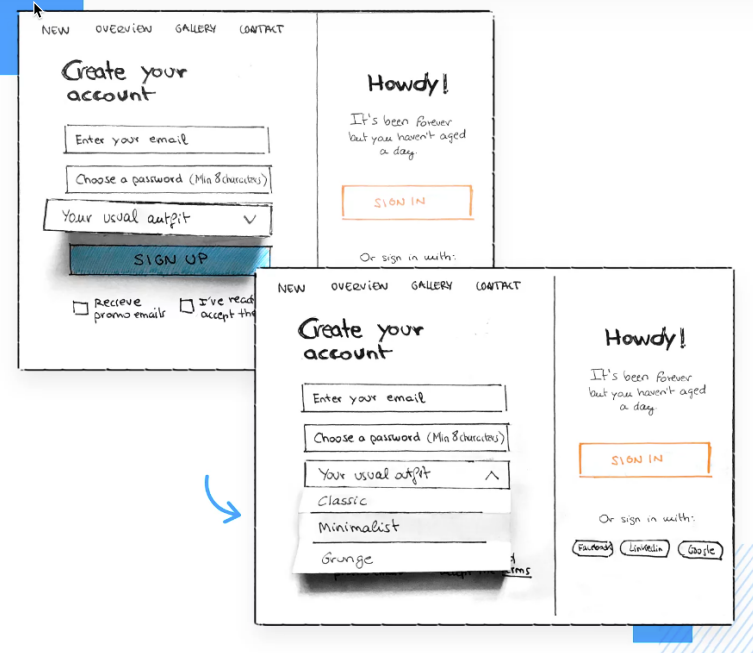 NEW OVERVIEW GALLERY CONTACT
Create your
account
Enter your email
Choose a password (Min 8 characters)
Your usual outfit
SIGN UP
Recieve
promo emails
I've read
accept the
Howdy!
It's been forever
but you haven't aged
a day.
SIGN IN
Or sign in with:
NEW OVERVIEW GALLERY CONTACT
Create your
account
Enter your email
Choose a password (Min 8 characters)
Your usual outfit
Classic
Minimalist
Grunge
Howdy!
It's been forever
but you haven't aged
a day.
SIGN IN
Or sign in with:
Facebook Linkedin Google